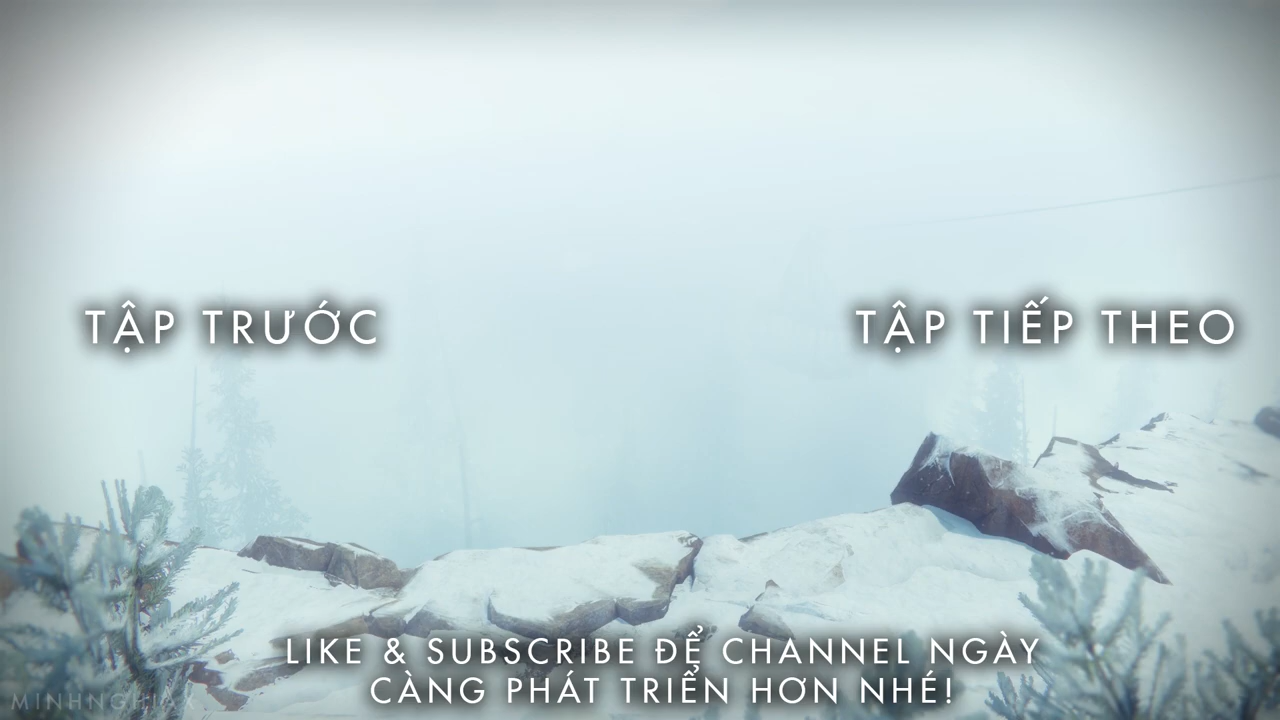 TẬP TRƯỚC
TẬP TIẾP THEO
LIKE & SUBSCRIBE ĐỂ CHANNEL NGÀY
CÀNG PHÁT TRIỂN HƠN NHÉ!
MINHNGHIAX